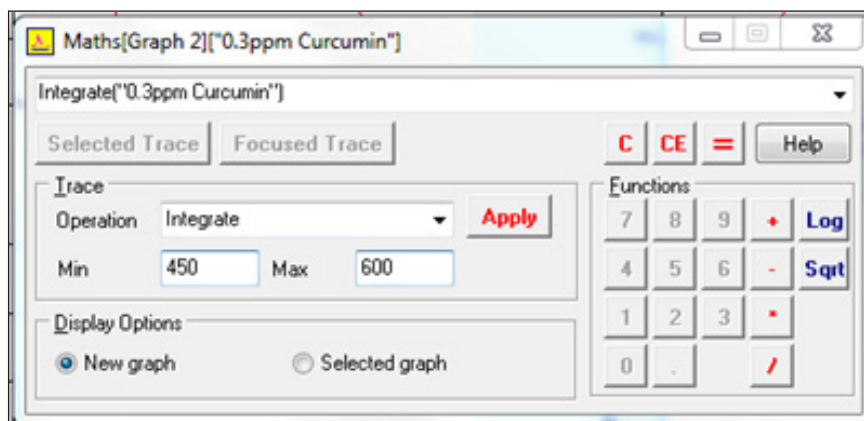 Maths[Graph 2]["0.3ppm Curcumin"]
Integrate("0.3ppm Curcumin")
Selected Trace Focused Trace C CE = Help
Trace
Operation Integrate Apply
Min 450 Max 600
Display Options
New graph Selected graph
Functions
7 8 9 + Log
4 5 6 - Sqrt
1 2 3 *
0 . /